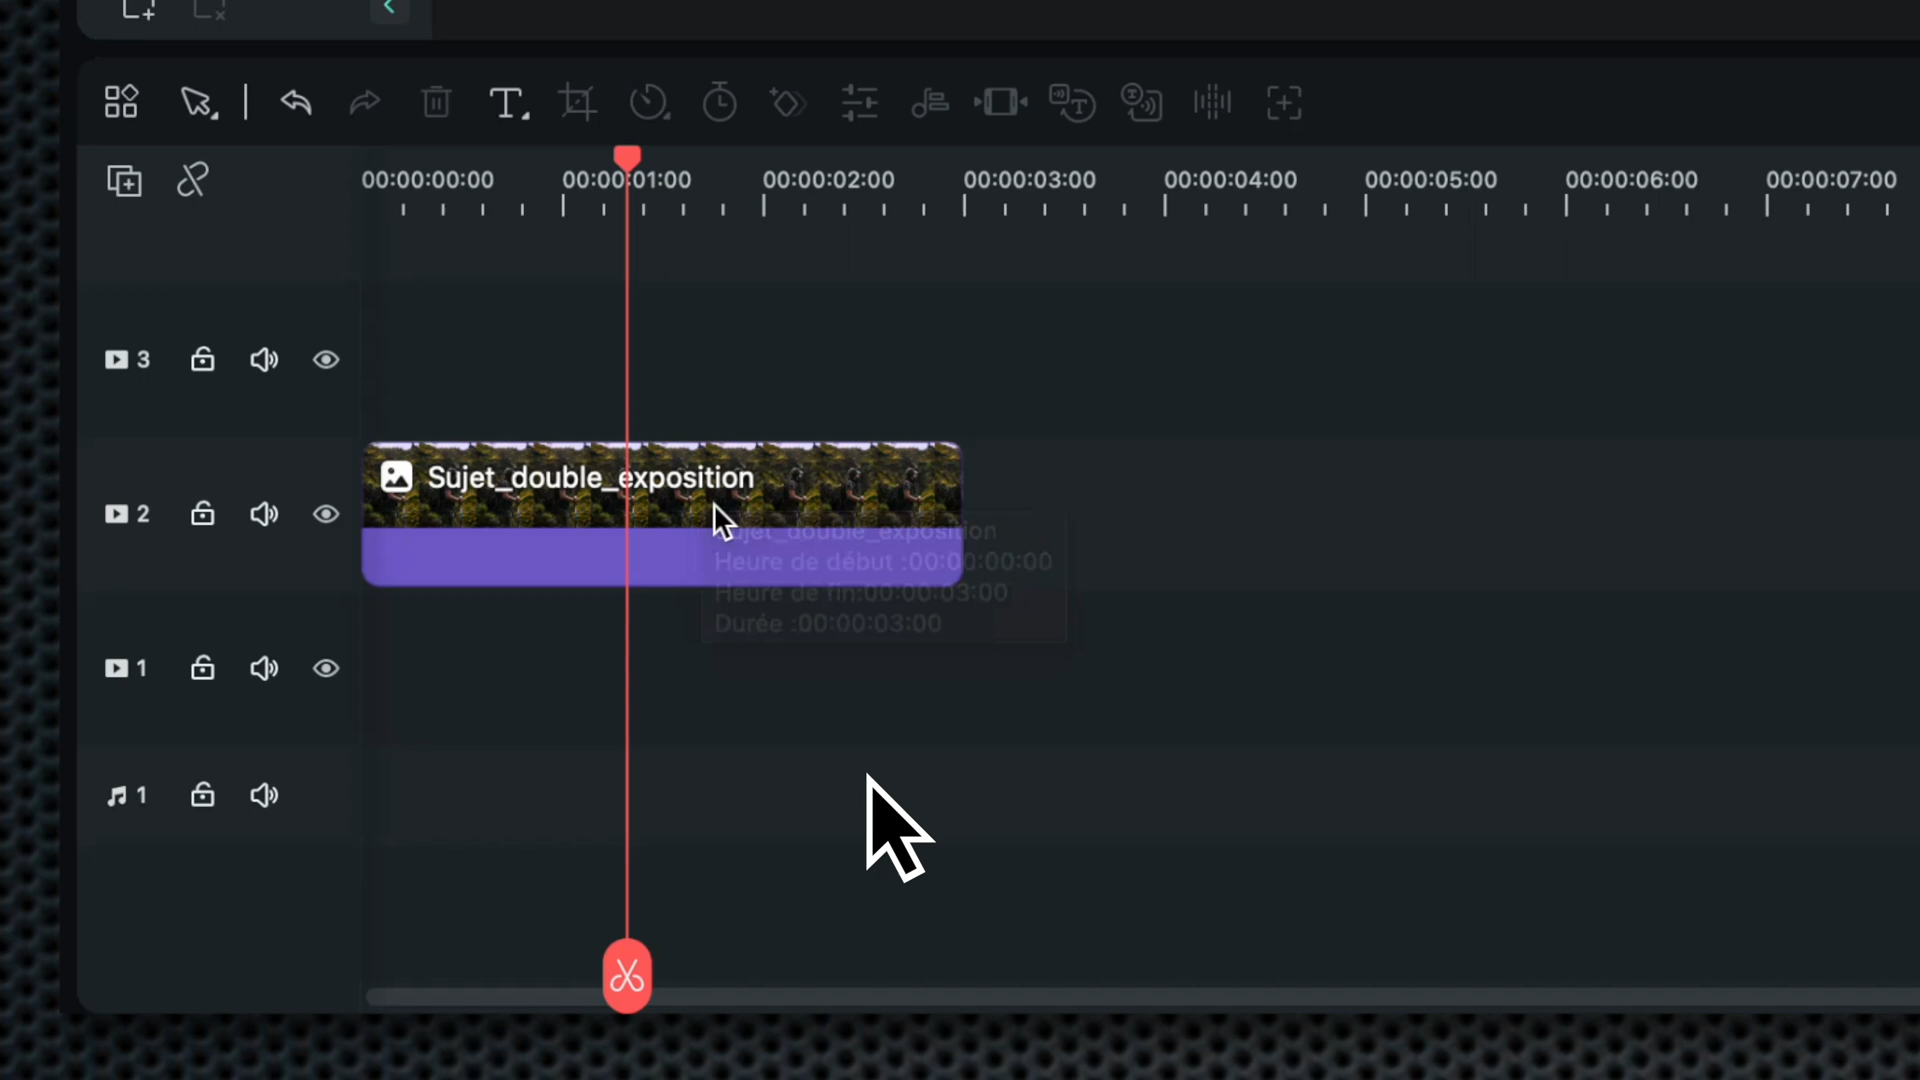 00:00:00:00 00:00:01:00 00:00:02:00 00:00:03:00 00:00:04:00 00:00:05:00 00:00:06:00 00:00:07:00
3
Sujet_double_exposition
2
Sujet_double_exposition
Heure de début :00:00:00:00
Heure de fin:00:00:03:00
Durée :00:00:03:00
1
1